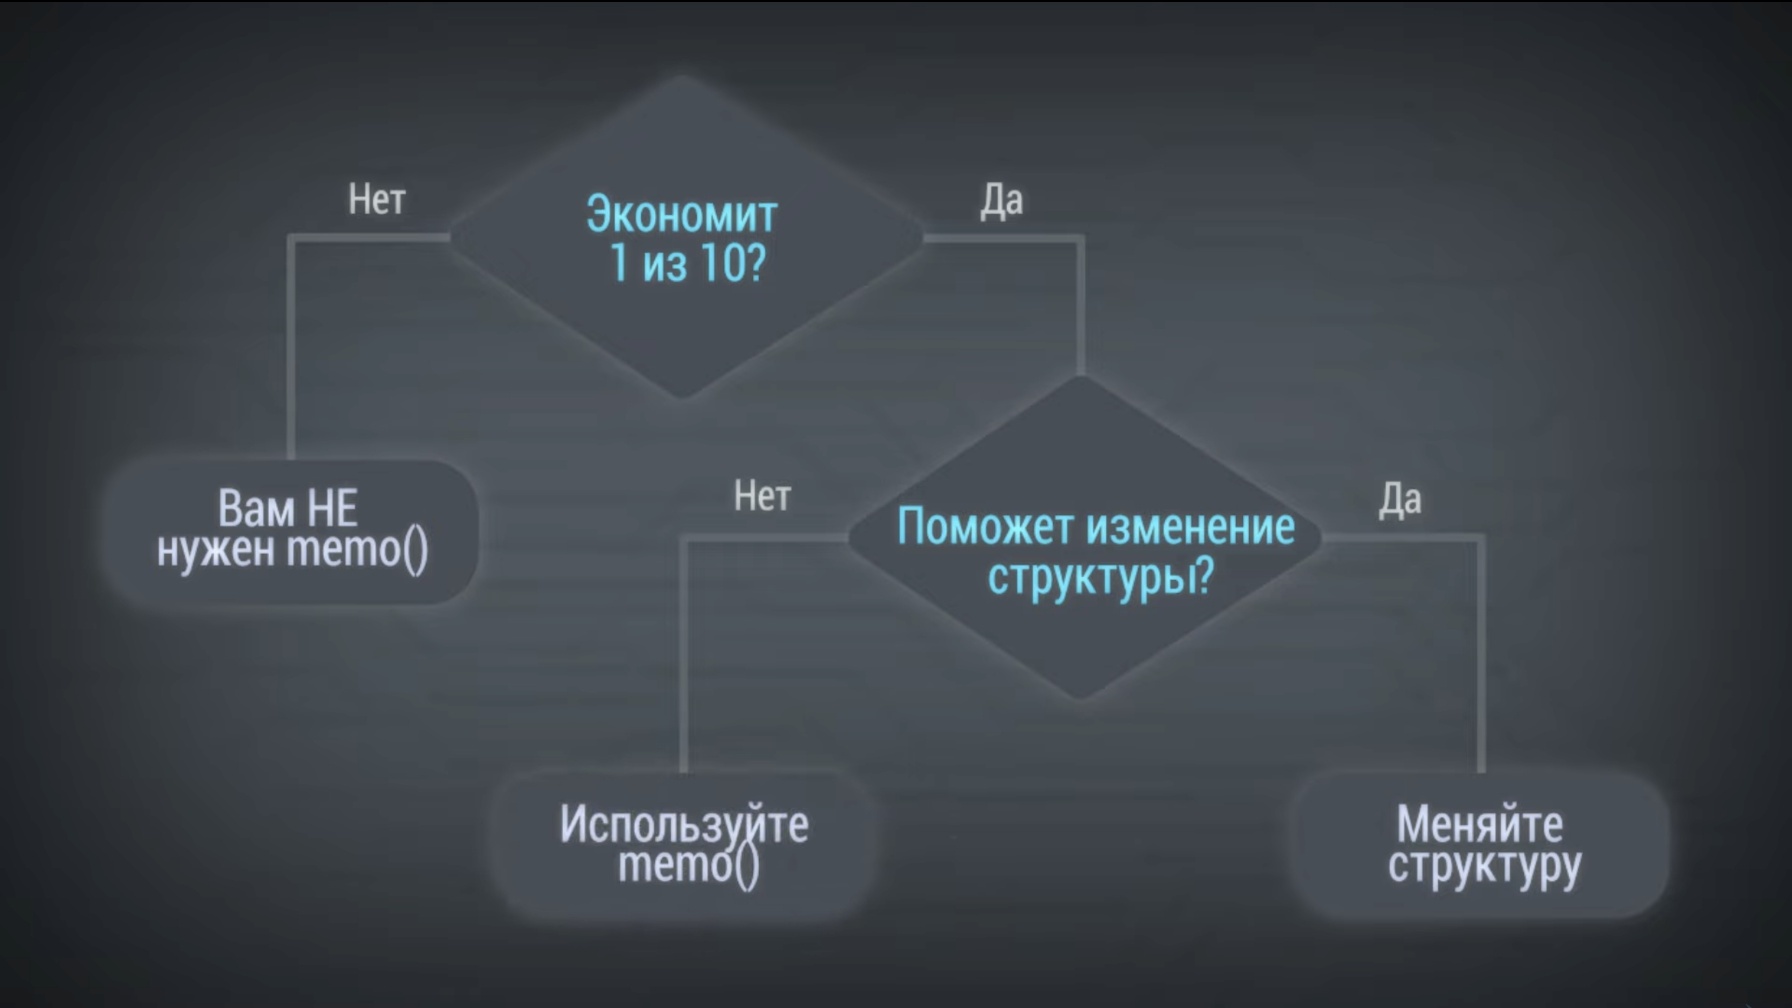 Нет
Экономит
1 из 10?
Да
Вам НЕ
нужен memo()
Нет
Поможет изменение
структуры?
Да
Используйте
memo()
Меняйте
структуру